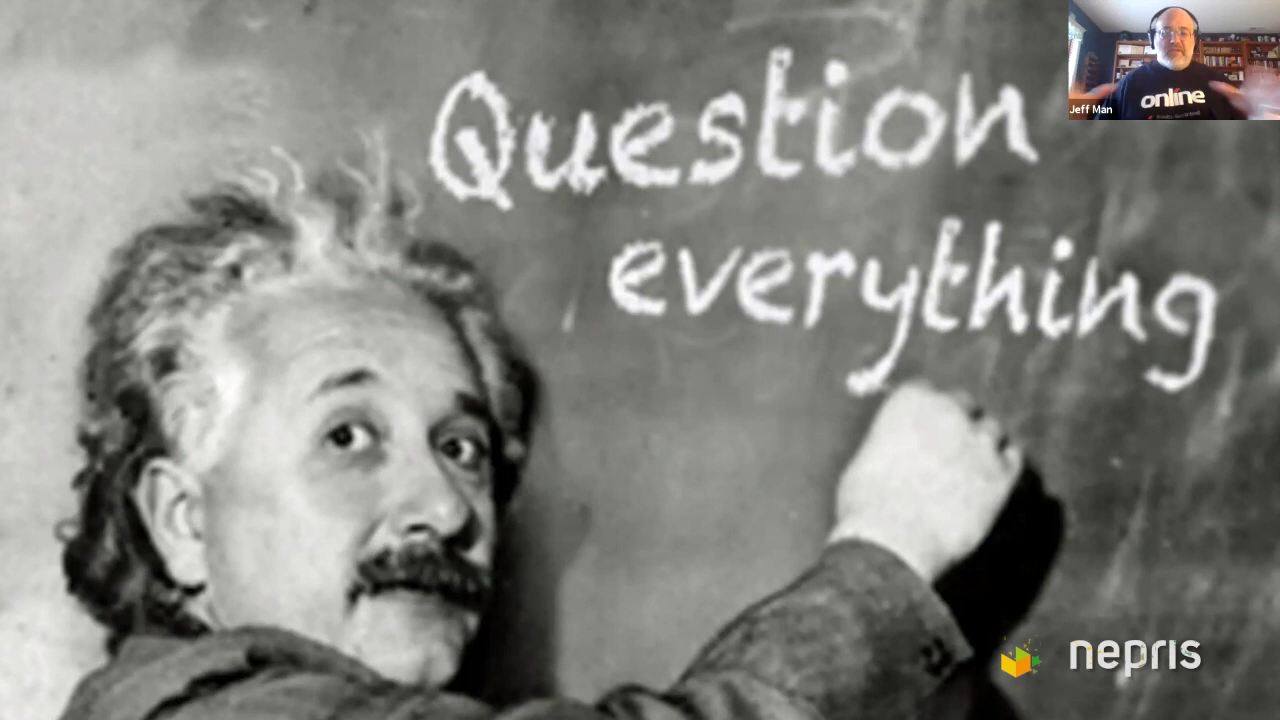 Question
everything
Jeff Man
online
nepris